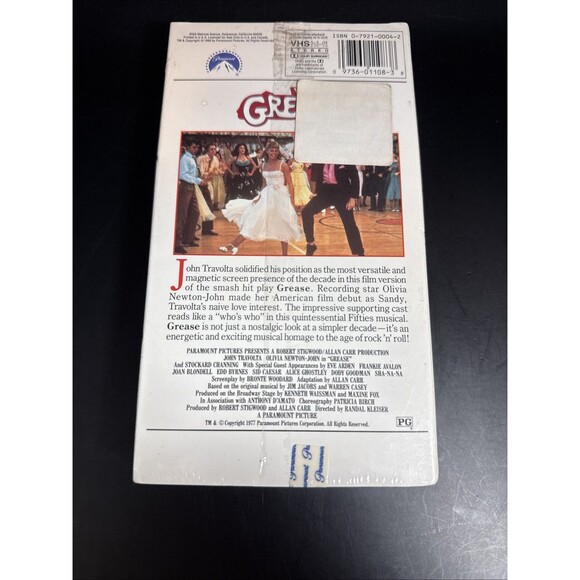 Paramount
ISBN 0-7921-0004-2
VHS
STEREO
0 9736-01108-3
GRE
John Travolta solidified his position as the most versatile and
magnetic screen presence of the decade in this film version
of the smash hit play Grease. Recording star Olivia
Newton-John made her American film debut as Sandy,
Travolta's naive love interest. The impressive supporting cast
reads like a "who's who" in this quintessential Fifties musical.
Grease is not just a nostalgic look at a simpler decade—it's an
energetic and exciting musical homage to the age of rock 'n' roll!
PARAMOUNT PICTURES PRESENTS A ROBERT STIGWOOD/ALLAN CARR PRODUCTION
JOHN TRAVOLTA OLIVIA NEWTON-JOHN in "GREASE"
And STOCKARD CHANNING With Special Guest Appearances by EVE ARDEN FRANKIE AVALON
JOAN BLONDELL EDD BYRNES SID CAESAR ALICE GHOSTLEY DODY GOODMAN SHA-NA-NA
Screenplay by BRONTE WOODARD Adaptation by ALLAN CARR
Based on the original musical by JIM JACOBS and WARREN CASEY
Produced on the Broadway Stage by KENNETH WAISSMAN and MAXINE FOX
In Association with ANTHONY D'AMATO Choreography PATRICIA BIRCH
Produced by ROBERT STIGWOOD and ALLAN CARR Directed by RANDAL KLEISER
A PARAMOUNT PICTURE
TM & © Copyright 1977 Paramount Pictures Corporation. All Rights Reserved.
PG